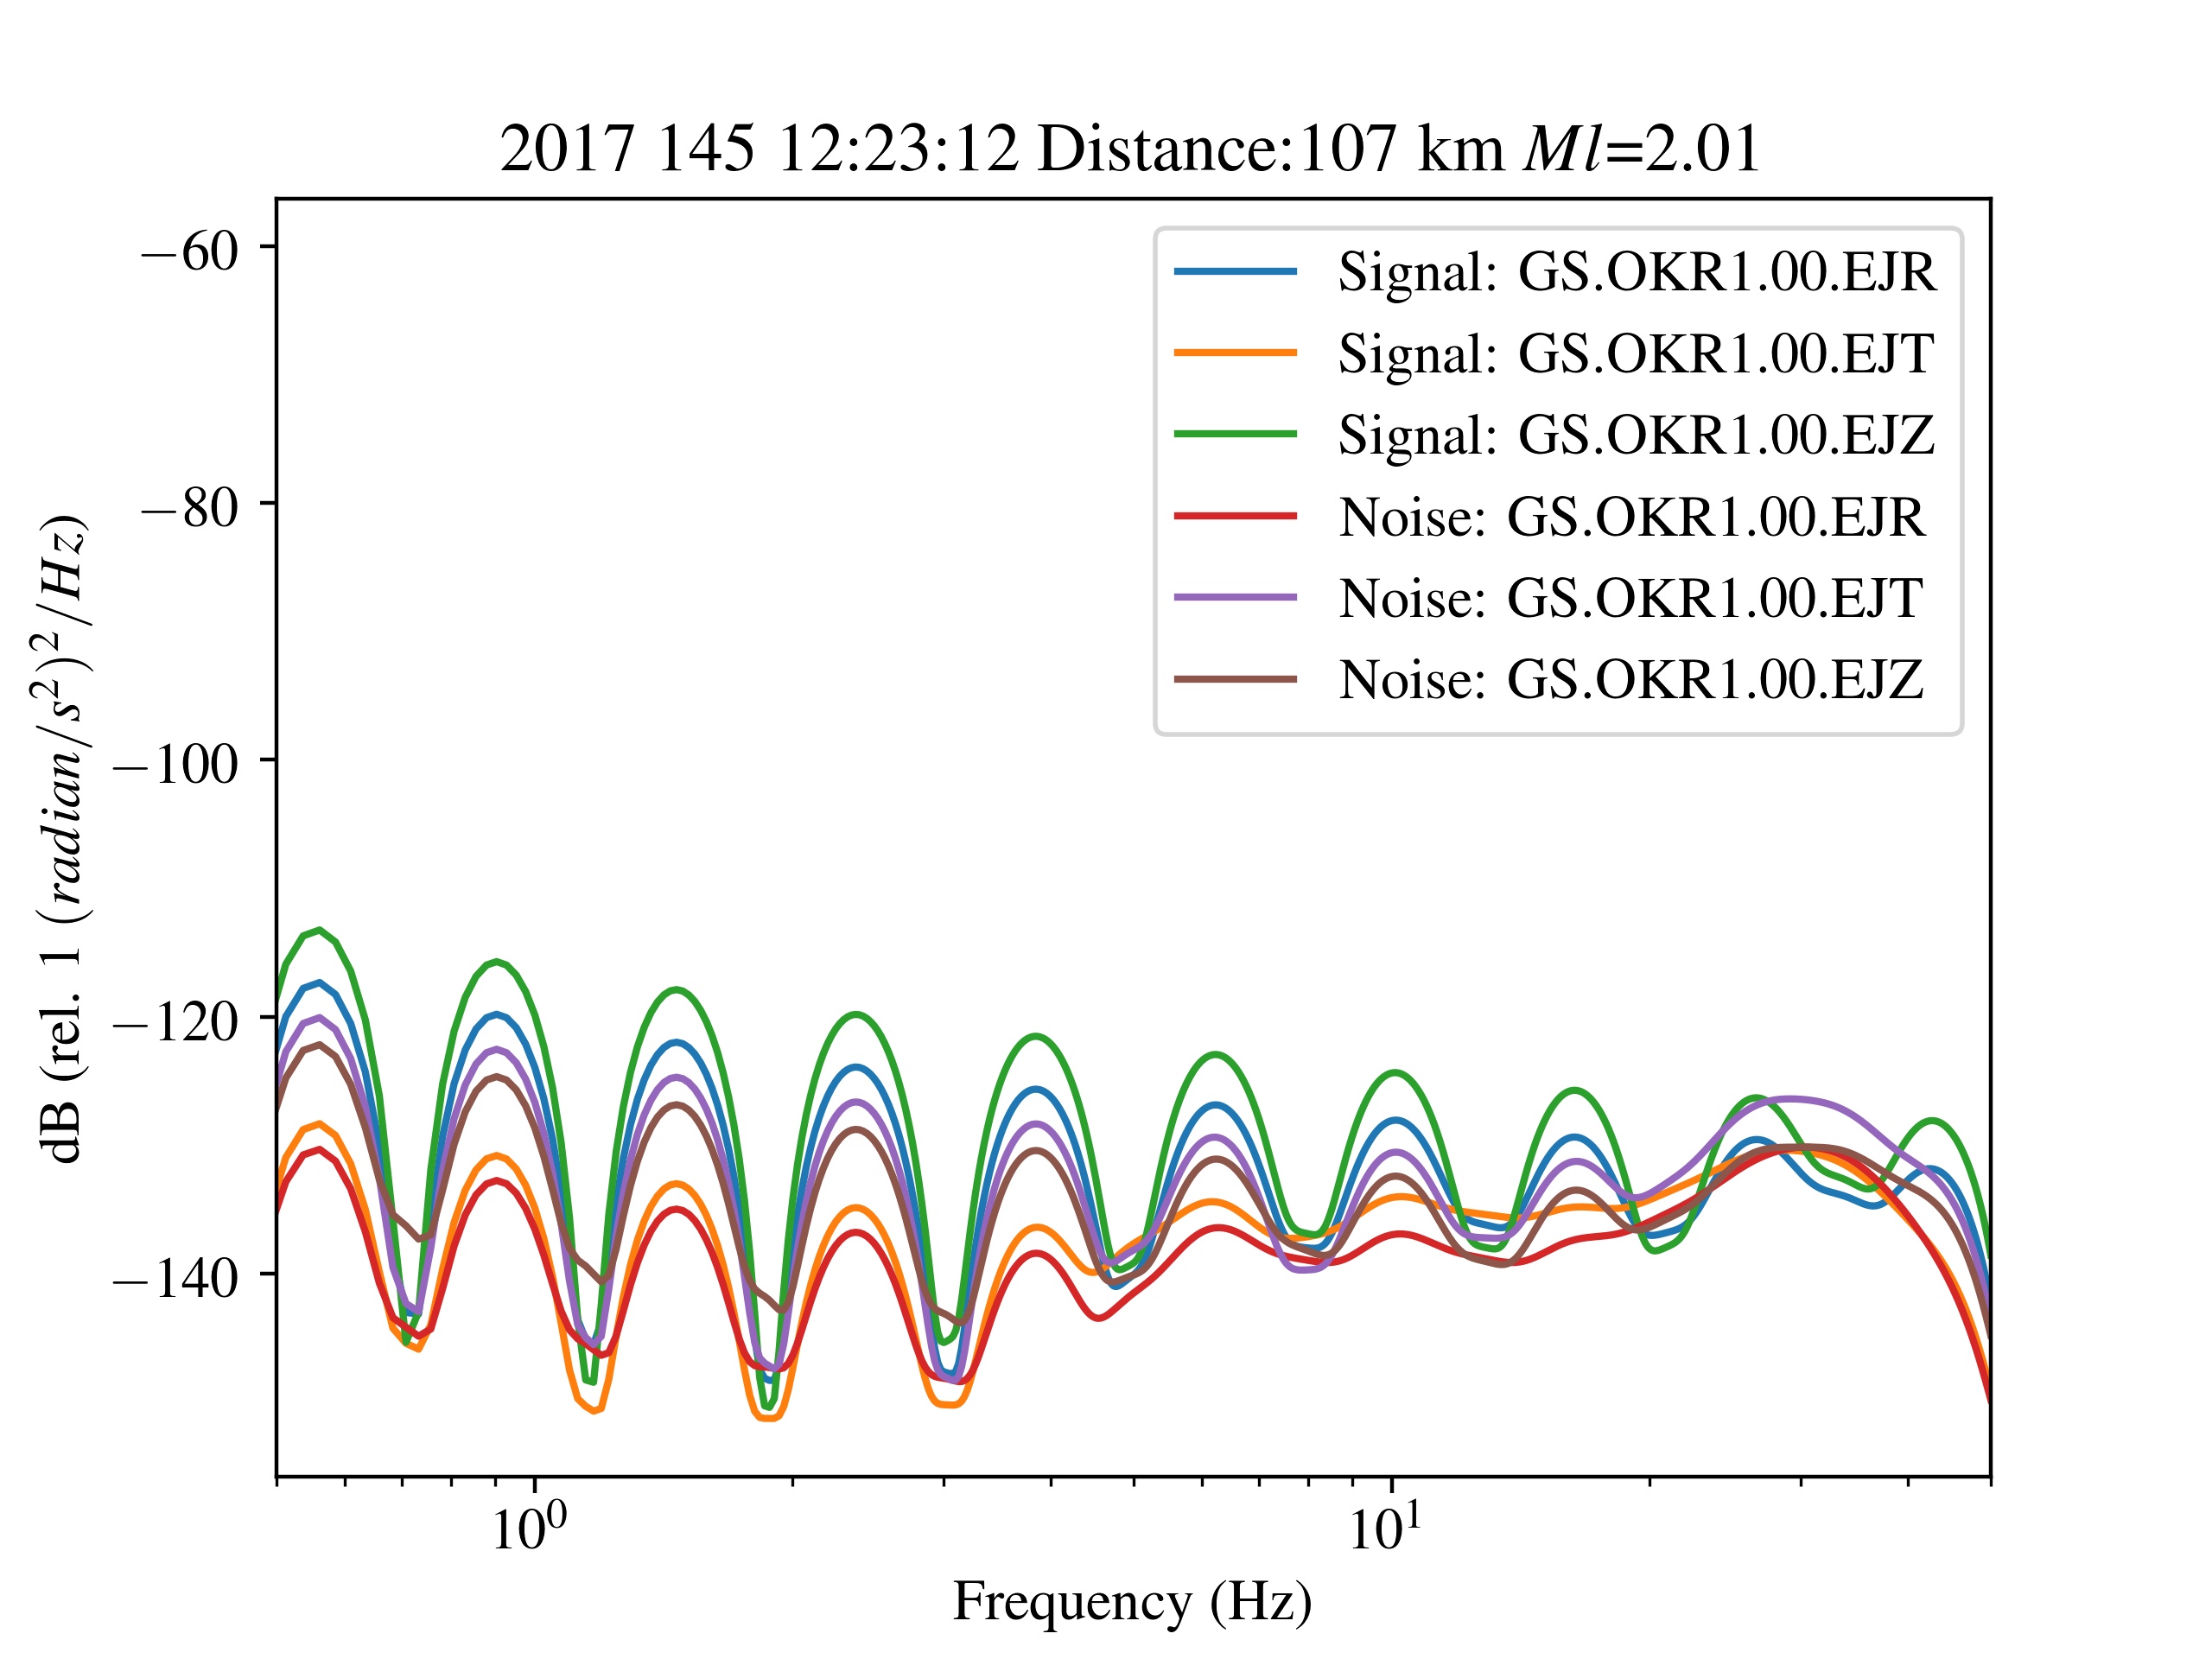 2017 145 12:23:12 Distance:107 km Ml=2.01
−60
−80
−100
−120
−140
dB (rel. 1 (radian/s²)²/Hz)
Signal: GS.OKR1.00.EJR
Signal: GS.OKR1.00.EJT
Signal: GS.OKR1.00.EJZ
Noise: GS.OKR1.00.EJR
Noise: GS.OKR1.00.EJT
Noise: GS.OKR1.00.EJZ
10⁰
10¹
Frequency (Hz)